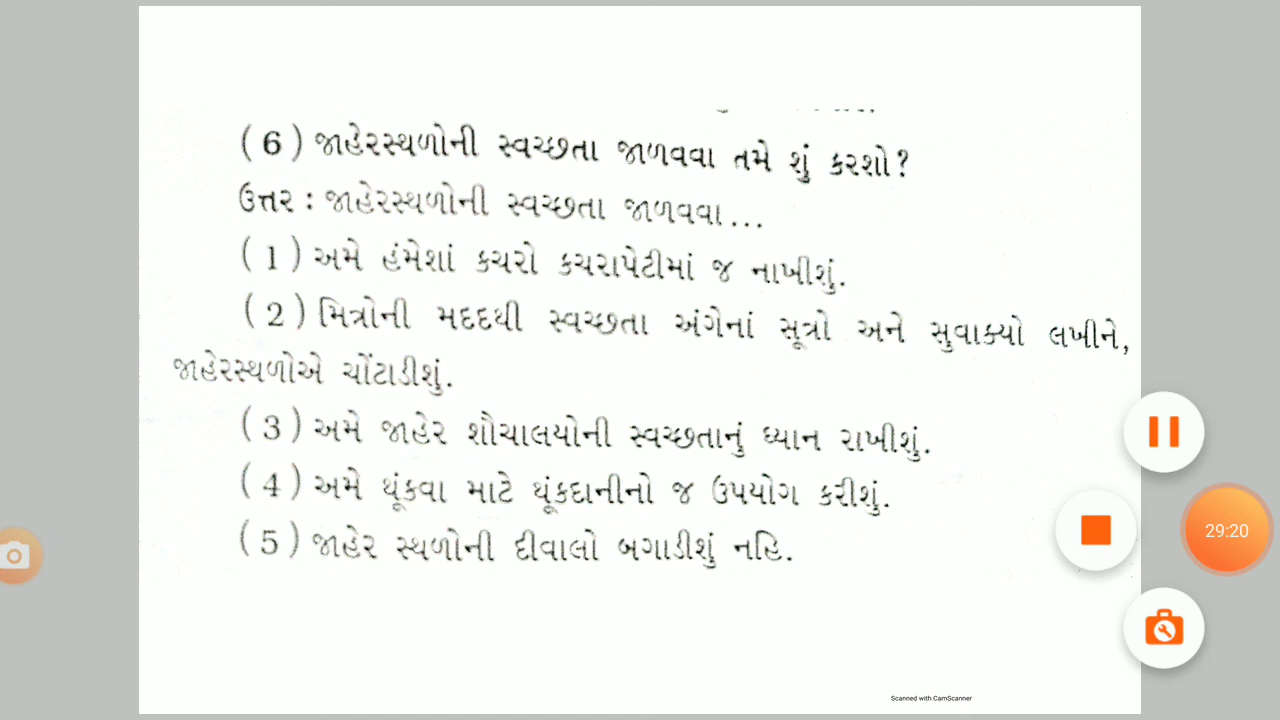 (6) જાહેરસ્થળોની સ્વચ્છતા જાળવવા તમે શું કરશો?
ઉત્તર : જાહેરસ્થળોની સ્વચ્છતા જાળવવા...
(1) અમે હંમેશાં કચરો કચરાપેટીમાં જ નાખીશું.
(2) મિત્રોની મદદથી સ્વચ્છતા અંગેનાં સૂત્રો અને સુવાક્યો લખીને,
જાહેરસ્થળોએ ચોંટાડીશું.
(3) અમે જાહેર શૌચાલયોની સ્વચ્છતાનું ધ્યાન રાખીશું.
(4) અમે થૂંકવા માટે થૂંકદાનીનો જ ઉપયોગ કરીશું.
(5) જાહેર સ્થળોની દીવાલો બગાડીશું નહિ.
29:20
Scanned with CamScanner